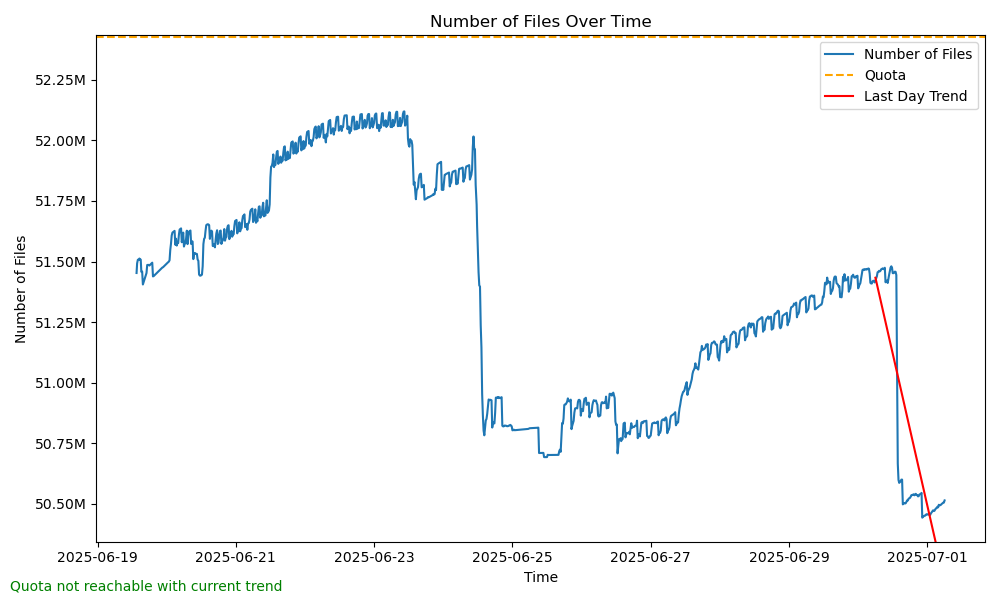 Number of Files Over Time
Number of Files
Quota
Last Day Trend
52.25M
52.00M
51.75M
51.50M
51.25M
51.00M
50.75M
50.50M
Number of Files
2025-06-19
2025-06-21
2025-06-23
2025-06-25
2025-06-27
2025-06-29
2025-07-01
Time
Quota not reachable with current trend